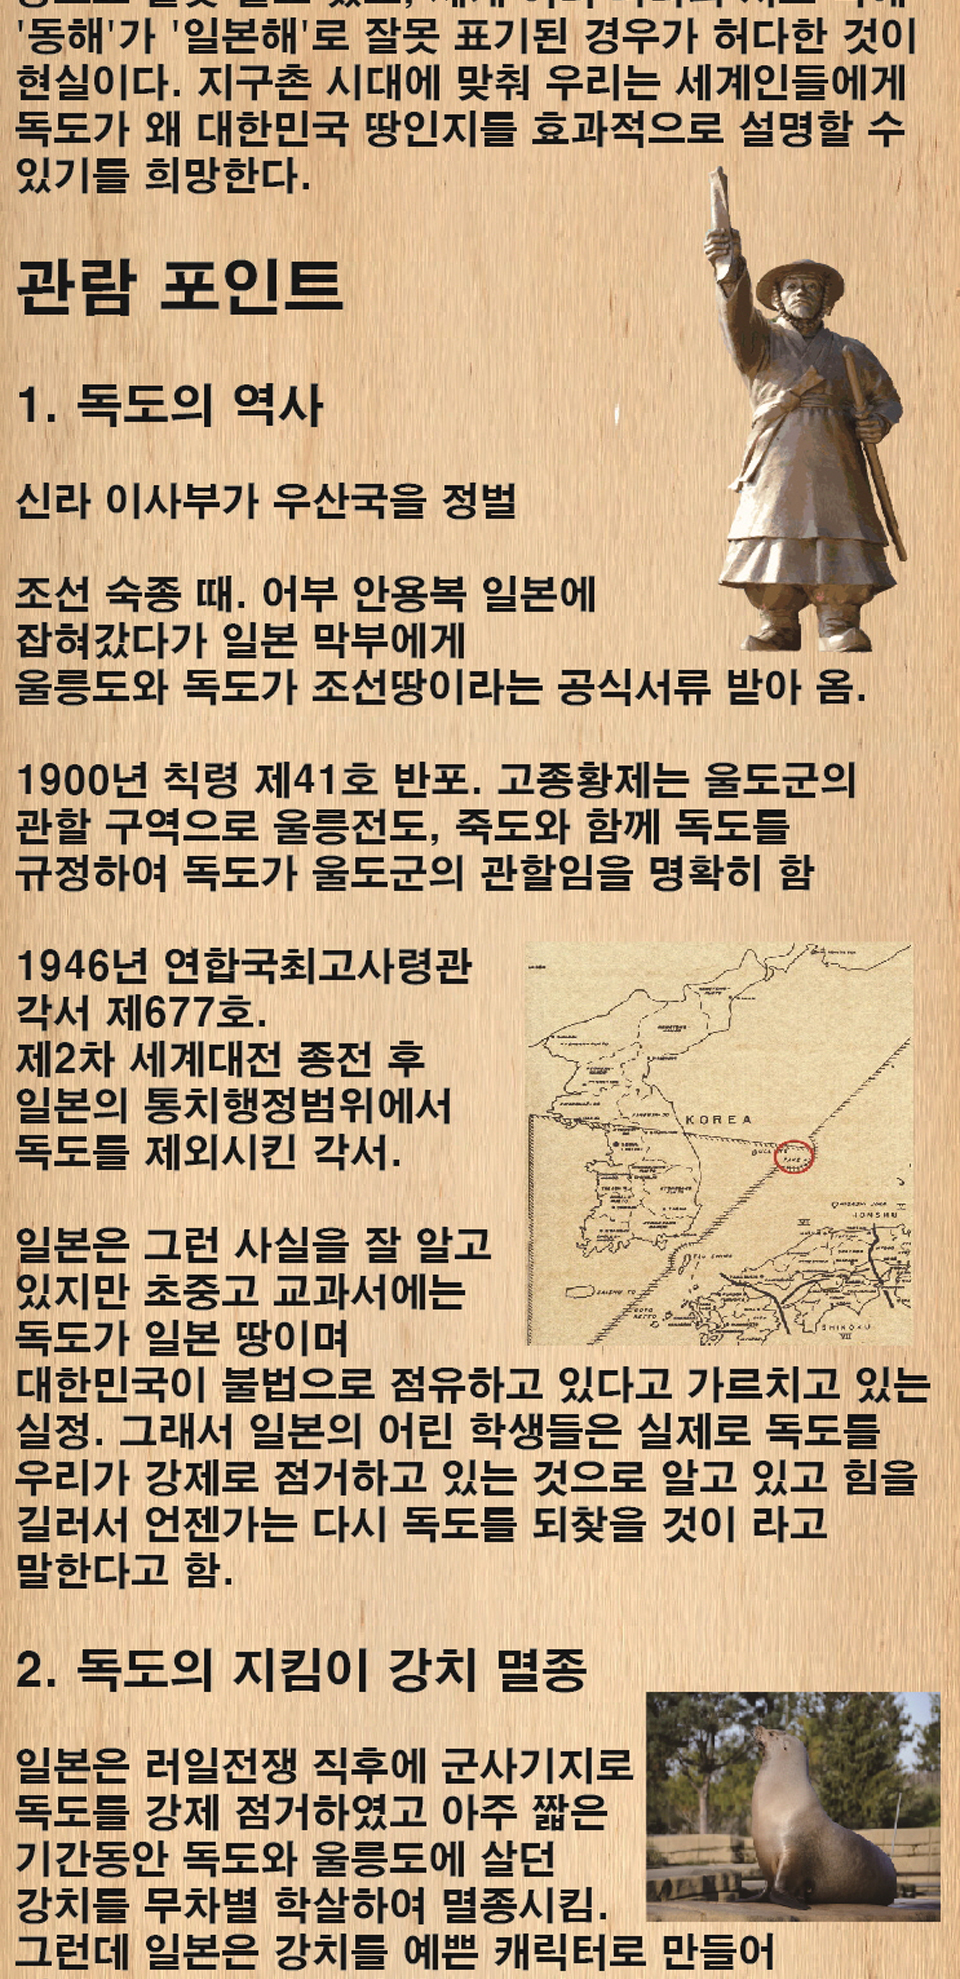 '동해'가 '일본해'로 잘못 표기된 경우가 허다한 것이
현실이다. 지구촌 시대에 맞춰 우리는 세계인들에게
독도가 왜 대한민국 땅인지를 효과적으로 설명할 수
있기를 희망한다.
관람 포인트
1. 독도의 역사
신라 이사부가 우산국을 정벌
조선 숙종 때. 어부 안용복 일본에
잡혀갔다가 일본 막부에게
울릉도와 독도가 조선땅이라는 공식서류 받아 옴.
1900년 칙령 제41호 반포. 고종황제는 울도군의
관할 구역으로 울릉전도, 죽도와 함께 독도를
규정하여 독도가 울도군의 관할임을 명확히 함
1946년 연합국최고사령관
각서 제677호.
제2차 세계대전 종전 후
일본의 통치행정범위에서
독도를 제외시킨 각서.
KOREA
SHIKOKU
VII
일본은 그런 사실을 잘 알고
있지만 초중고 교과서에는
독도가 일본 땅이며
대한민국이 불법으로 점유하고 있다고 가르치고 있는
실정. 그래서 일본의 어린 학생들은 실제로 독도를
우리가 강제로 점거하고 있는 것으로 알고 있고 힘을
길러서 언젠가는 다시 독도를 되찾을 것이 라고
말한다고 함.
2. 독도의 지킴이 강치 멸종
일본은 러일전쟁 직후에 군사기지로
독도를 강제 점거하였고 아주 짧은
기간동안 독도와 울릉도에 살던
강치들 무차별 학살하여 멸종시킴.
그런데 일본은 강치를 예쁜 캐릭터로 만들어